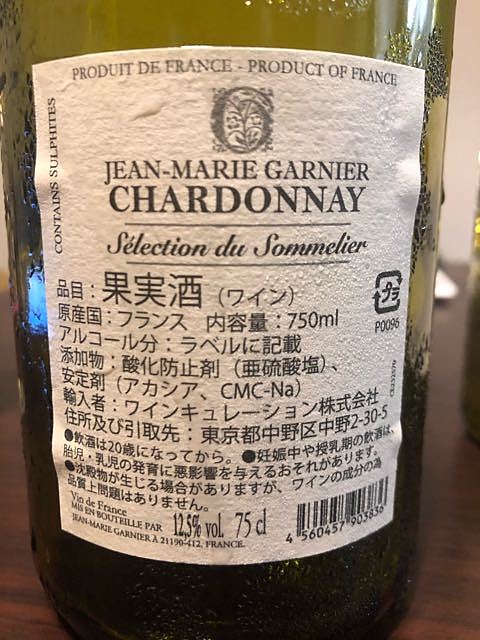 PRODUIT DE FRANCE - PRODUCT OF FRANCE
CONTAINS SULPHITES
JEAN-MARIE GARNIER
CHARDONNAY
Sélection du Sommelier
品目：果実酒（ワイン）
原産国：フランス 内容量：750ml
アルコール分：ラベルに記載
添加物：酸化防止剤（亜硫酸塩）、
安定剤（アカシア、CMC-Na）
輸入者：ワインキュレーション株式会社
住所及び引取先：東京都中野区中野2-30-5
●飲酒は20歳になってから。●妊娠中や授乳期の飲酒は、
胎児・乳児の発育に悪影響を与えるおそれがあります。
●沈殿物が生じる場合がありますが、ワインの成分の為
品質上問題はありません。
プラ
P0096
Vin de France
MIS EN BOUTEILLE PAR 12,5% vol. 75 cl
JEAN-MARIE GARNIER À 21190-412, FRANCE.
4 560457 903836